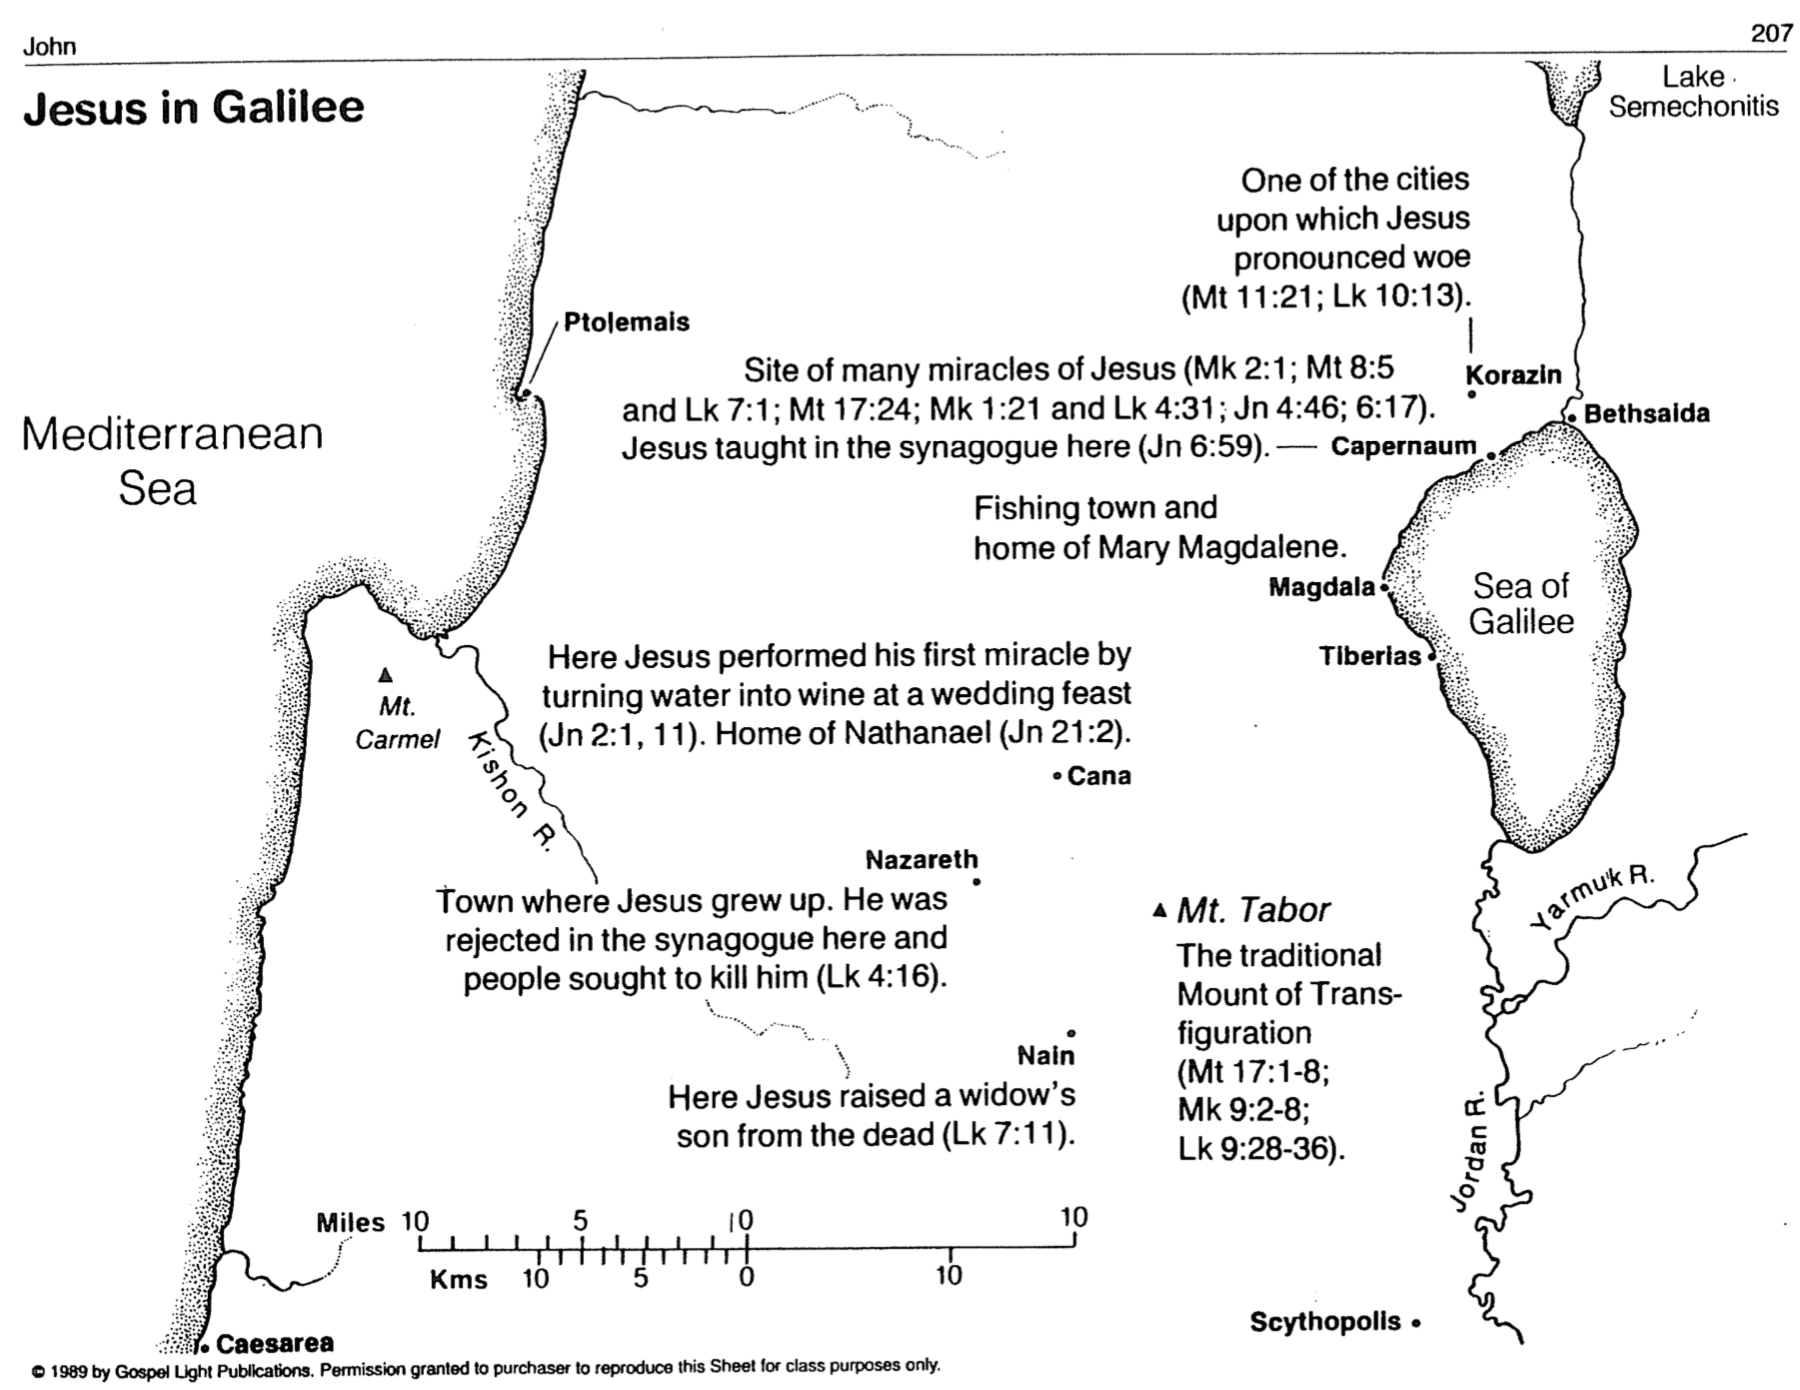 John
207
Jesus in Galilee
Lake
Semechonitis
One of the cities
upon which Jesus
pronounced woe
(Mt 11:21; Lk 10:13).
Ptolemais
Korazin
Site of many miracles of Jesus (Mk 2:1; Mt 8:5
and Lk 7:1; Mt 17:24; Mk 1:21 and Lk 4:31; Jn 4:46; 6:17).
Jesus taught in the synagogue here (Jn 6:59). — Capernaum
Bethsaida
Mediterranean
Sea
Fishing town and
home of Mary Magdalene.
Magdala
Sea of
Galilee
Tiberias
Here Jesus performed his first miracle by
turning water into wine at a wedding feast
(Jn 2:1, 11). Home of Nathanael (Jn 21:2).
Cana
Mt.
Carmel
Kishon R.
Nazareth
Town where Jesus grew up. He was
rejected in the synagogue here and
people sought to kill him (Lk 4:16).
Mt. Tabor
The traditional
Mount of Trans-
figuration
(Mt 17:1-8;
Mk 9:2-8;
Lk 9:28-36).
Yarmuk R.
Nain
Here Jesus raised a widow's
son from the dead (Lk 7:11).
Jordan R.
Miles 10 5 0 10
Kms 10 5 0 10
Scythopolis
Caesarea
© 1989 by Gospel Light Publications. Permission granted to purchaser to reproduce this Sheet for class purposes only.